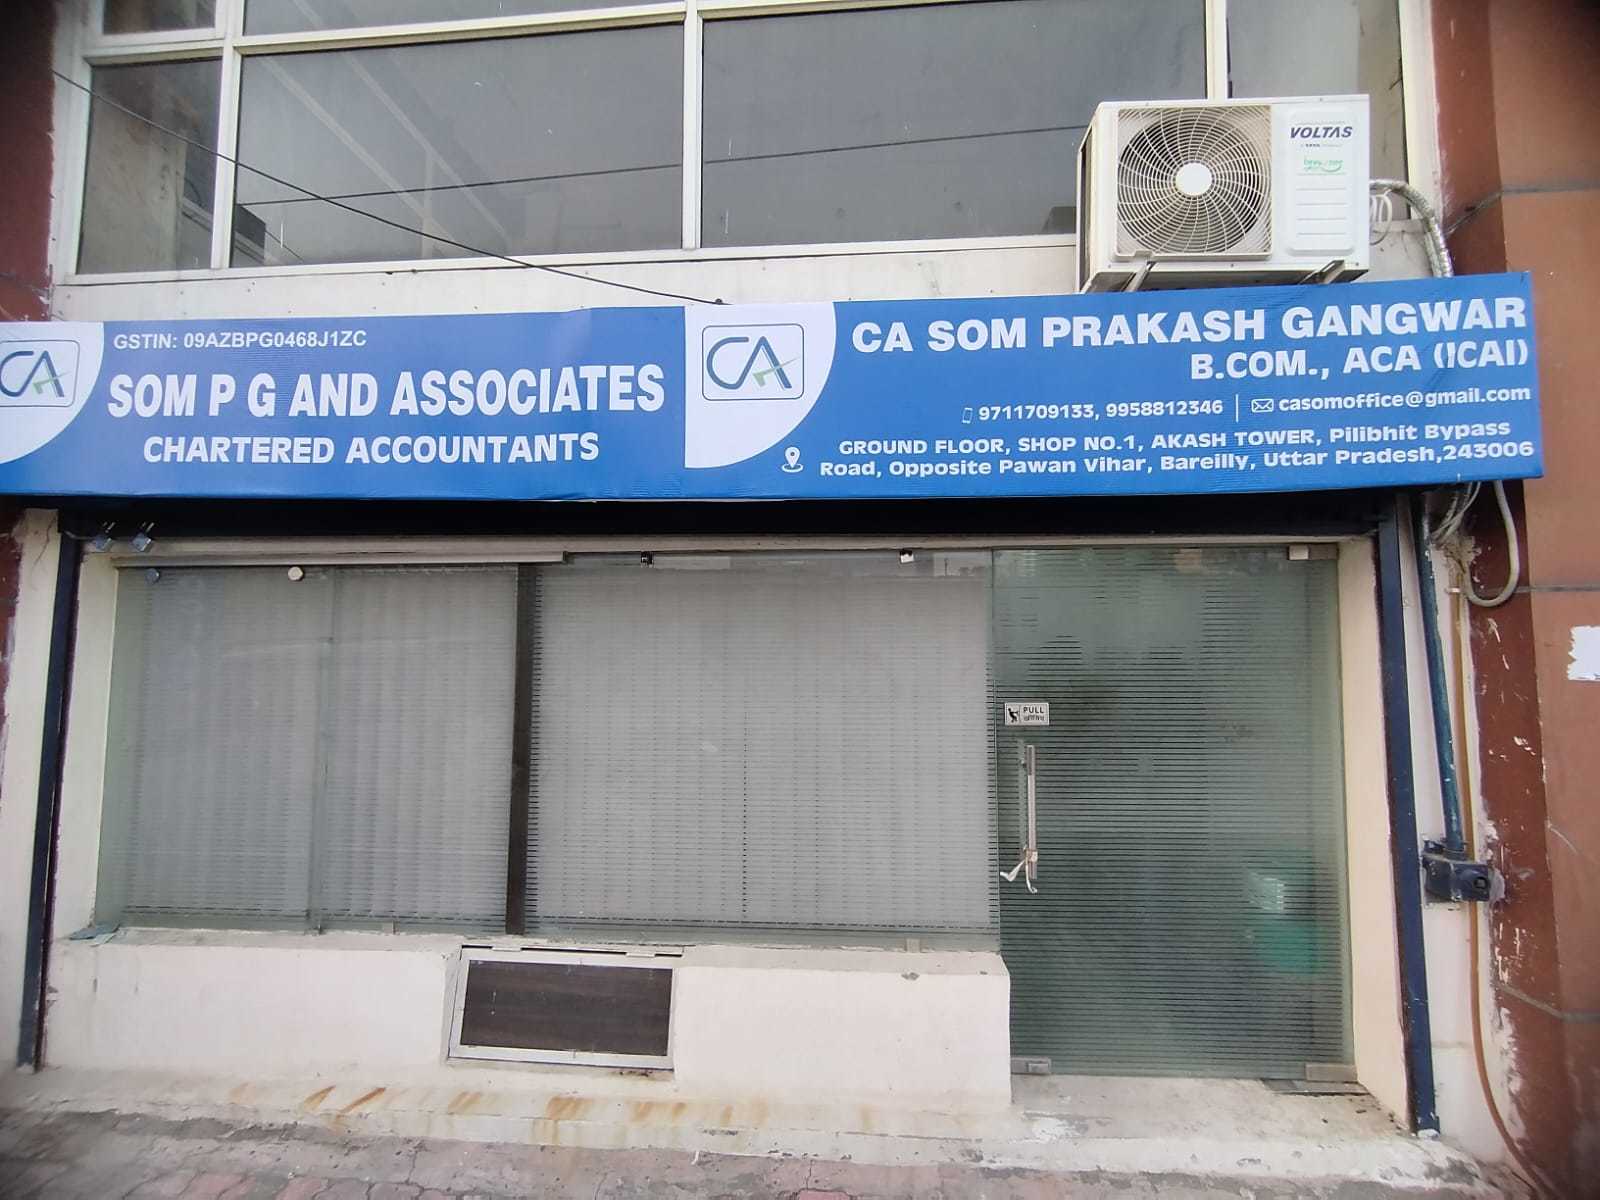 VOLTAS
GSTIN: 09AZBPG0468J1ZC
SOM P G AND ASSOCIATES
CHARTERED ACCOUNTANTS
CA
CA
CA SOM PRAKASH GANGWAR
B.COM., ACA (ICAI)
9711709133, 9958812346 | casomoffice@gmail.com
GROUND FLOOR, SHOP NO.1, AKASH TOWER, Pilibhit Bypass
Road, Opposite Pawan Vihar, Bareilly, Uttar Pradesh,243006
PULL